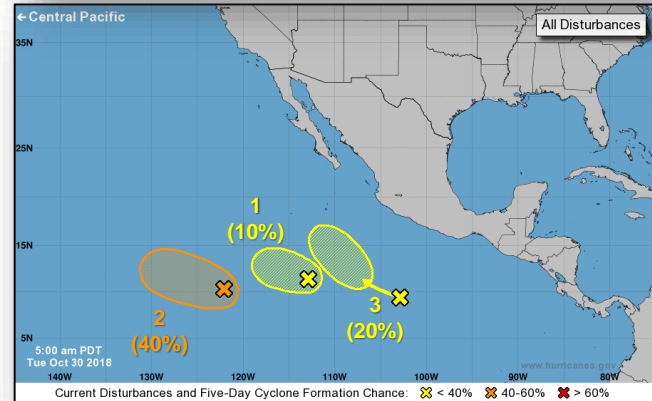 ←Central Pacific
All Disturbances
35N
25N
15N
5N
1
(10%)
2
(40%)
3
(20%)
5:00 am PDT
Tue Oct 30 2018
www.hurricanes.gov
140W 130W 120W 110W 100W 90W 80W
Current Disturbances and Five-Day Cyclone Formation Chance: < 40% 40-60% > 60%